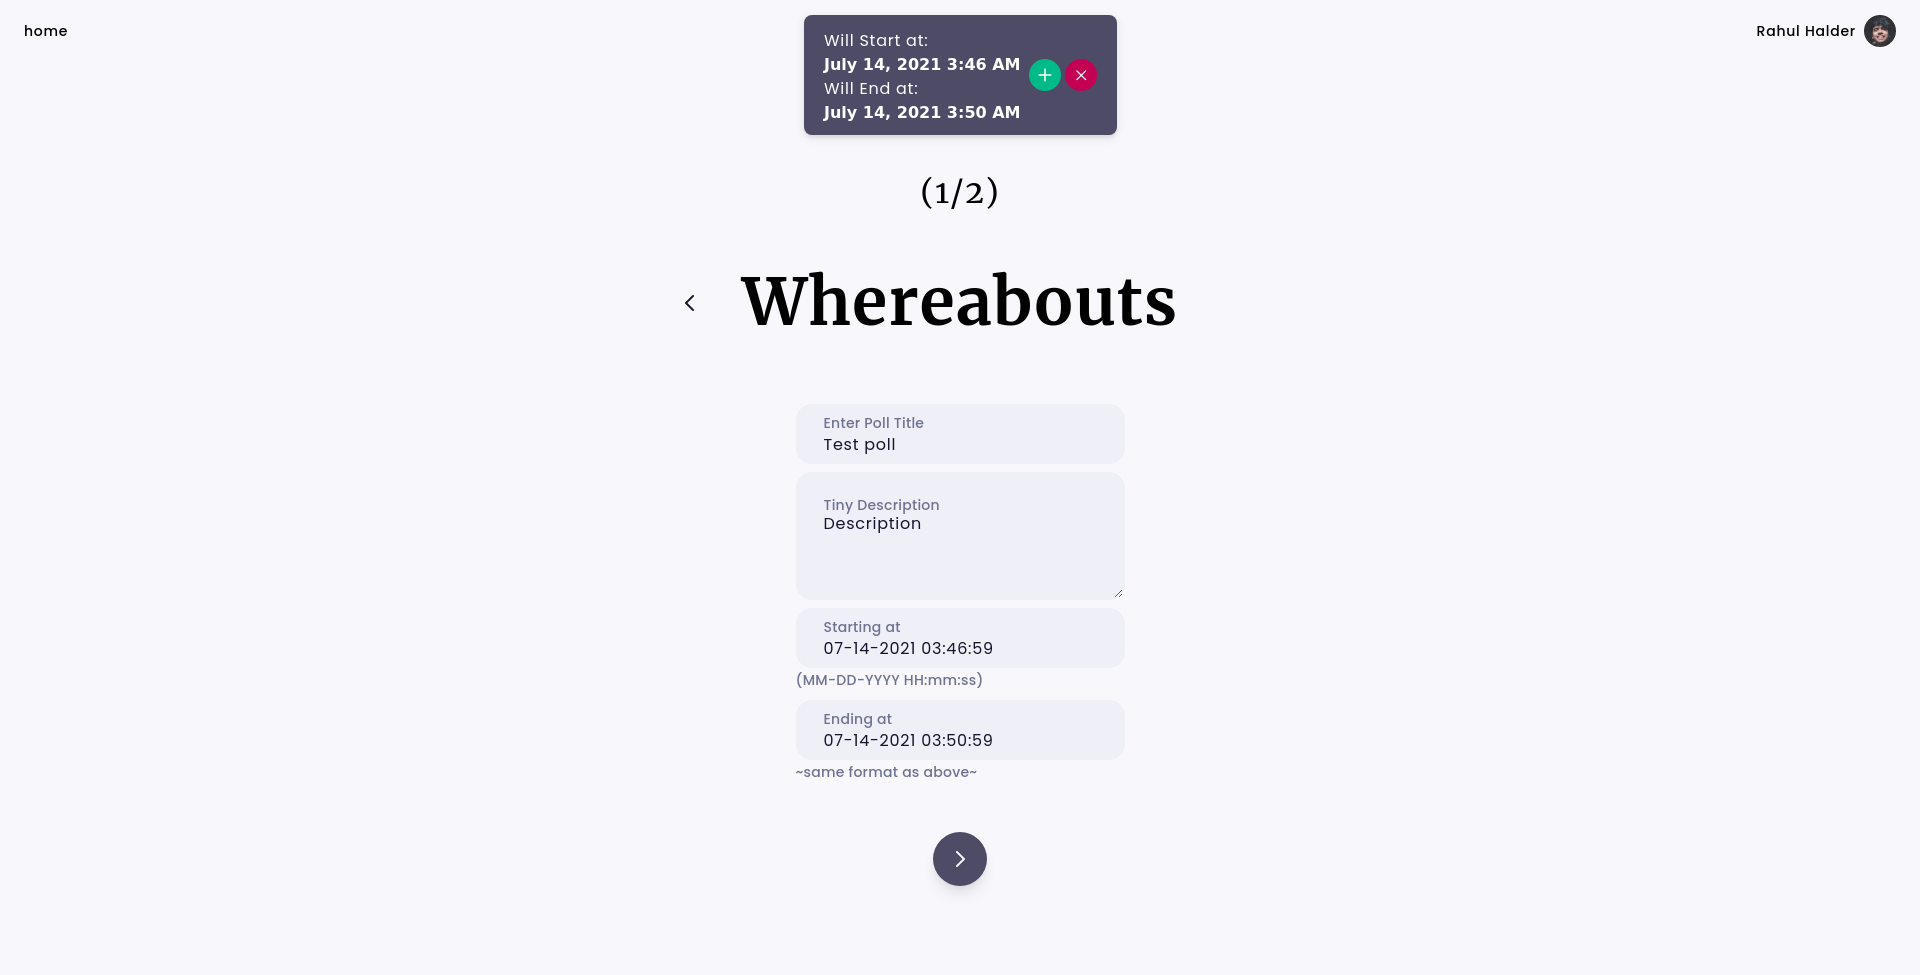 home
Will Start at:
July 14, 2021 3:46 AM
Will End at:
July 14, 2021 3:50 AM
Rahul Halder
(1/2)
Whereabouts
Enter Poll Title
Test poll
Tiny Description
Description
Starting at
07-14-2021 03:46:59
(MM-DD-YYYY HH:mm:ss)
Ending at
07-14-2021 03:50:59
~same format as above~